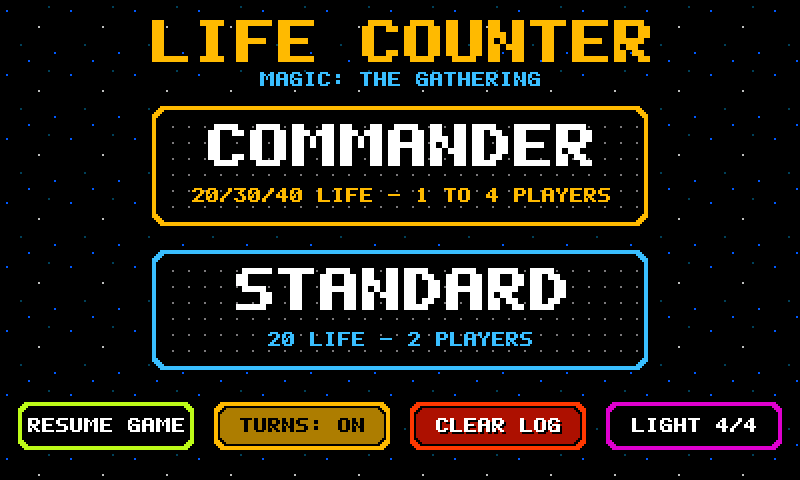 LIFE COUNTER
MAGIC: THE GATHERING
COMMANDER
20/30/40 LIFE - 1 TO 4 PLAYERS
STANDARD
20 LIFE - 2 PLAYERS
RESUME GAME
TURNS: ON
CLEAR LOG
LIGHT 4/4